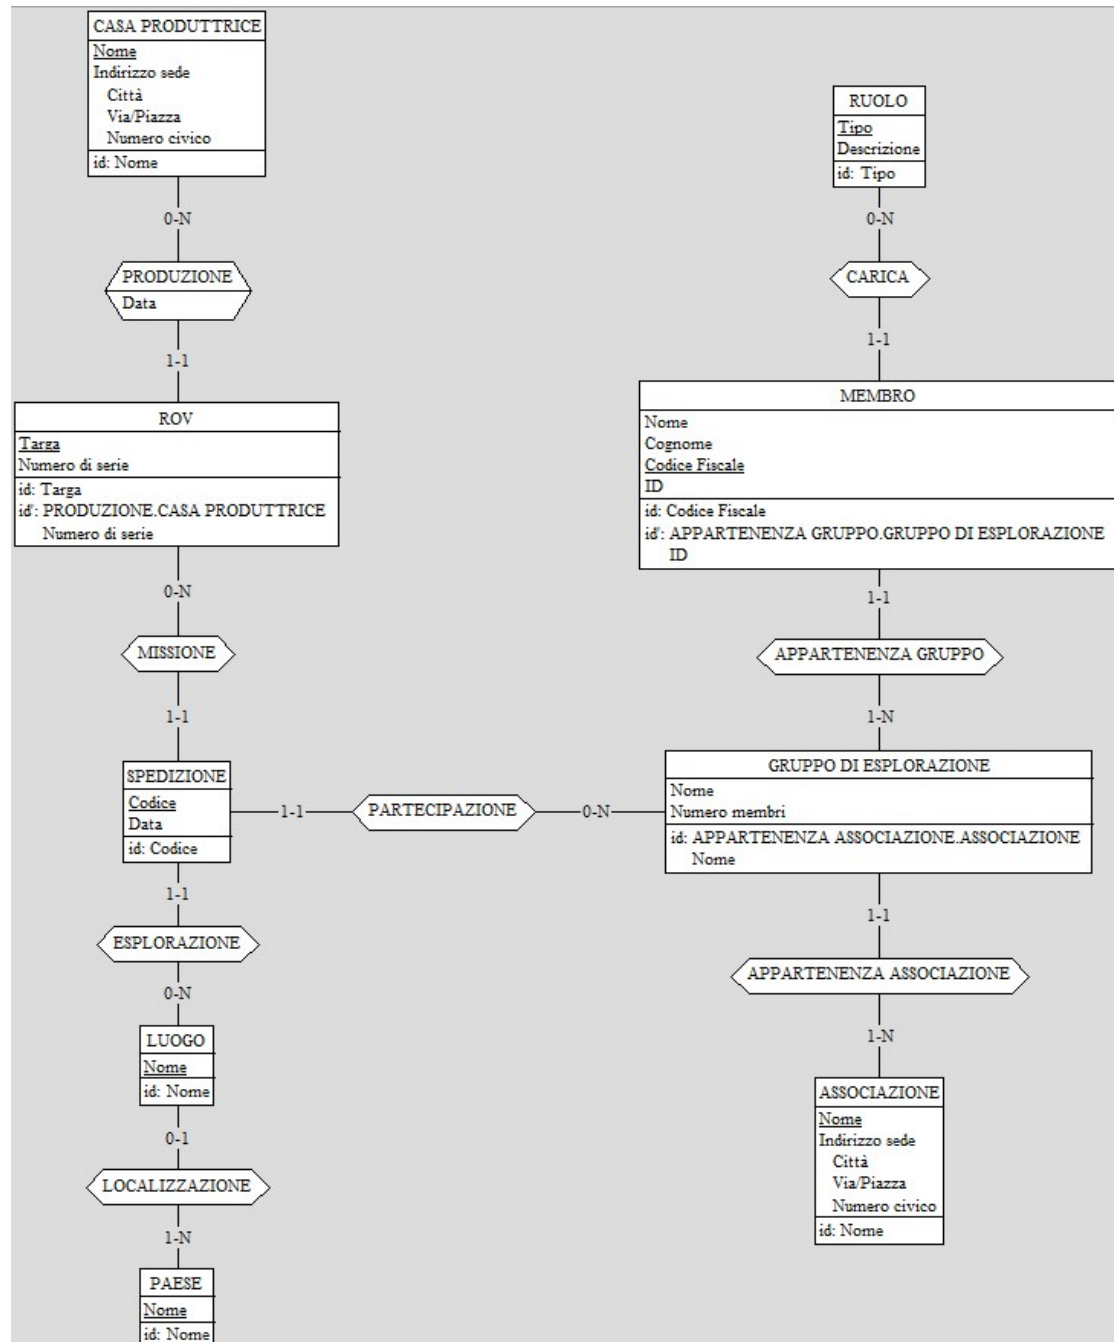 CASA PRODUTTRICE
Nome
Indirizzo sede
Città
Via/Piazza
Numero civico
id: Nome
0-N
PRODUZIONE
Data
1-1
ROV
Targa
Numero di serie
id: Targa
id': PRODUZIONE.CASA PRODUTTRICE
Numero di serie
0-N
MISSIONE
1-1
SPEDIZIONE
Codice
Data
id: Codice
1-1
PARTECIPAZIONE
0-N
1-1
ESPLORAZIONE
0-N
LUOGO
Nome
id: Nome
0-1
LOCALIZZAZIONE
1-N
PAESE
Nome
id: Nome
RUOLO
Tipo
Descrizione
id: Tipo
0-N
CARICA
1-1
MEMBRO
Nome
Cognome
Codice Fiscale
ID
id: Codice Fiscale
id': APPARTENENZA GRUPPO.GRUPPO DI ESPLORAZIONE
ID
1-1
APPARTENENZA GRUPPO
1-N
GRUPPO DI ESPLORAZIONE
Nome
Numero membri
id: APPARTENENZA ASSOCIAZIONE.ASSOCIAZIONE
Nome
1-1
APPARTENENZA ASSOCIAZIONE
1-N
ASSOCIAZIONE
Nome
Indirizzo sede
Città
Via/Piazza
Numero civico
id: Nome